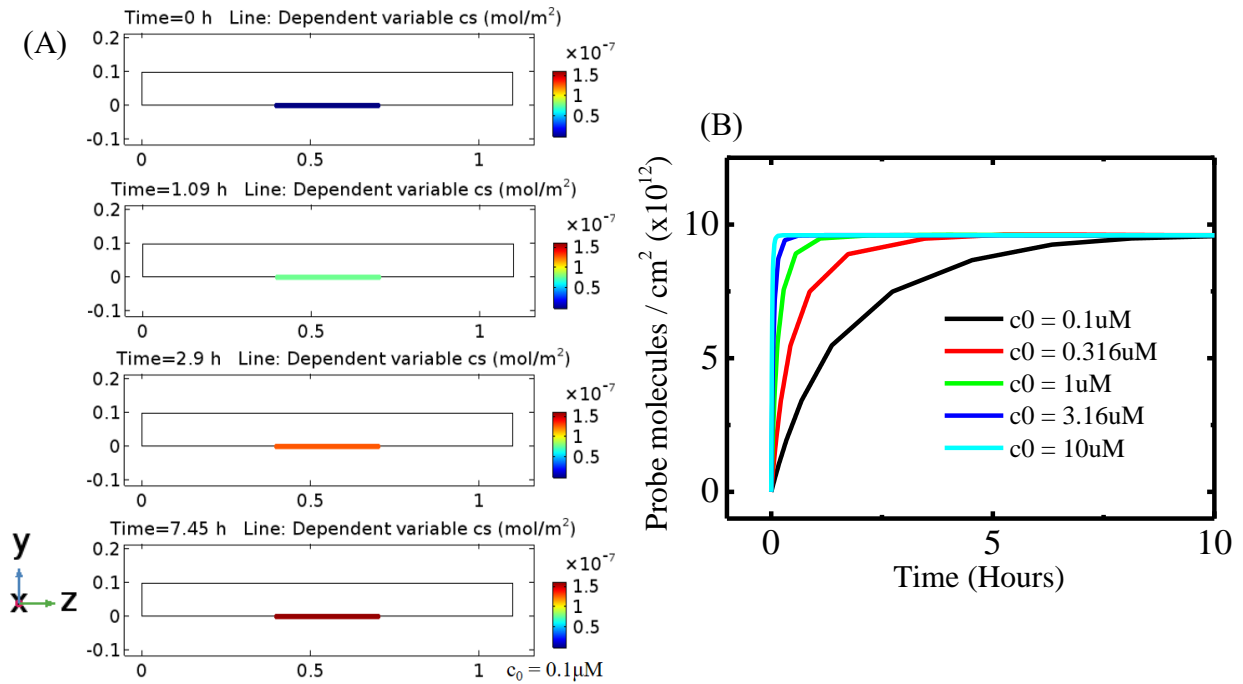 (A)
Time=0 h Line: Dependent variable cs (mol/m²)
0.2
0.1
0
-0.1
0
0.5
1
×10⁻⁷
1.5
1
0.5
Time=1.09 h Line: Dependent variable cs (mol/m²)
0.2
0.1
0
-0.1
0
0.5
1
×10⁻⁷
1.5
1
0.5
Time=2.9 h Line: Dependent variable cs (mol/m²)
0.2
0.1
0
-0.1
0
0.5
1
×10⁻⁷
1.5
1
0.5
Time=7.45 h Line: Dependent variable cs (mol/m²)
0.2
0.1
0
-0.1
0
0.5
1
×10⁻⁷
1.5
1
0.5
y
x
z
c₀ = 0.1μM
(B)
Probe molecules / cm² (x10¹²)
10
5
0
0
5
10
Time (Hours)
c0 = 0.1uM
c0 = 0.316uM
c0 = 1uM
c0 = 3.16uM
c0 = 10uM